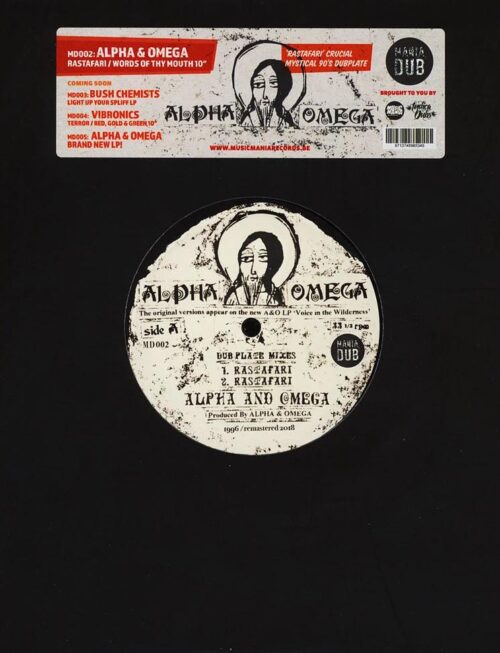 MD002: ALPHA & OMEGA
RASTAFARI / WORDS OF THY MOUTH 10"
'RASTAFARI' CRUCIAL
MYSTICAL 90'S DUBPLATE
MANIA
DUB
COMING SOON
MD003: BUSH CHEMISTS
LIGHT UP YOUR SPLIFF LP
MD004: VIBRONICS
TERROR / RED, GOLD & GREEN 10"
MD005: ALPHA & OMEGA
BRAND NEW LP!
ALPHA OMEGA
BROUGHT TO YOU BY
WWW.MUSICMANIARECORDS.BE
ALPHA OMEGA
The original versions appear on the new A&O LP 'Voice in the Wilderness'
side A
33 1/3 rpm
MD002
MANIA
DUB
DUB PLATE MIXES
1. RASTAFARI
2. RASTAFARI
ALPHA AND OMEGA
Produced By ALPHA & OMEGA
1996 / remastered 2018